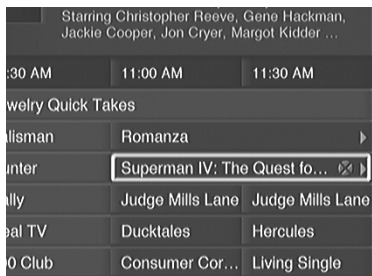 Starring Christopher Reeve, Gene Hackman,
Jackie Cooper, Jon Cryer, Margot Kidder ...
:30 AM 11:00 AM 11:30 AM
welry Quick Takes
lisman Romanza
unter Superman IV: The Quest fo...
lly Judge Mills Lane Judge Mills Lane
eal TV Ducktales Hercules
0 Club Consumer Cor... Living Single